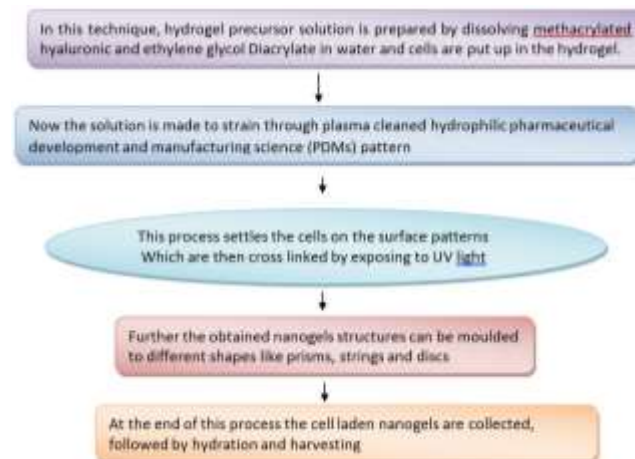 In this technique, hydrogel precursor solution is prepared by dissolving methacrylated
hyaluronic and ethylene glycol Diacrylate in water and cells are put up in the hydrogel.
Now the solution is made to strain through plasma cleaned hydrophilic pharmaceutical
development and manufacturing science (PDMs) pattern
This process settles the cells on the surface patterns
Which are then cross linked by exposing to UV light
Further the obtained nanogels structures can be moulded
to different shapes like prisms, strings and discs
At the end of this process the cell laden nanogels are collected,
followed by hydration and harvesting